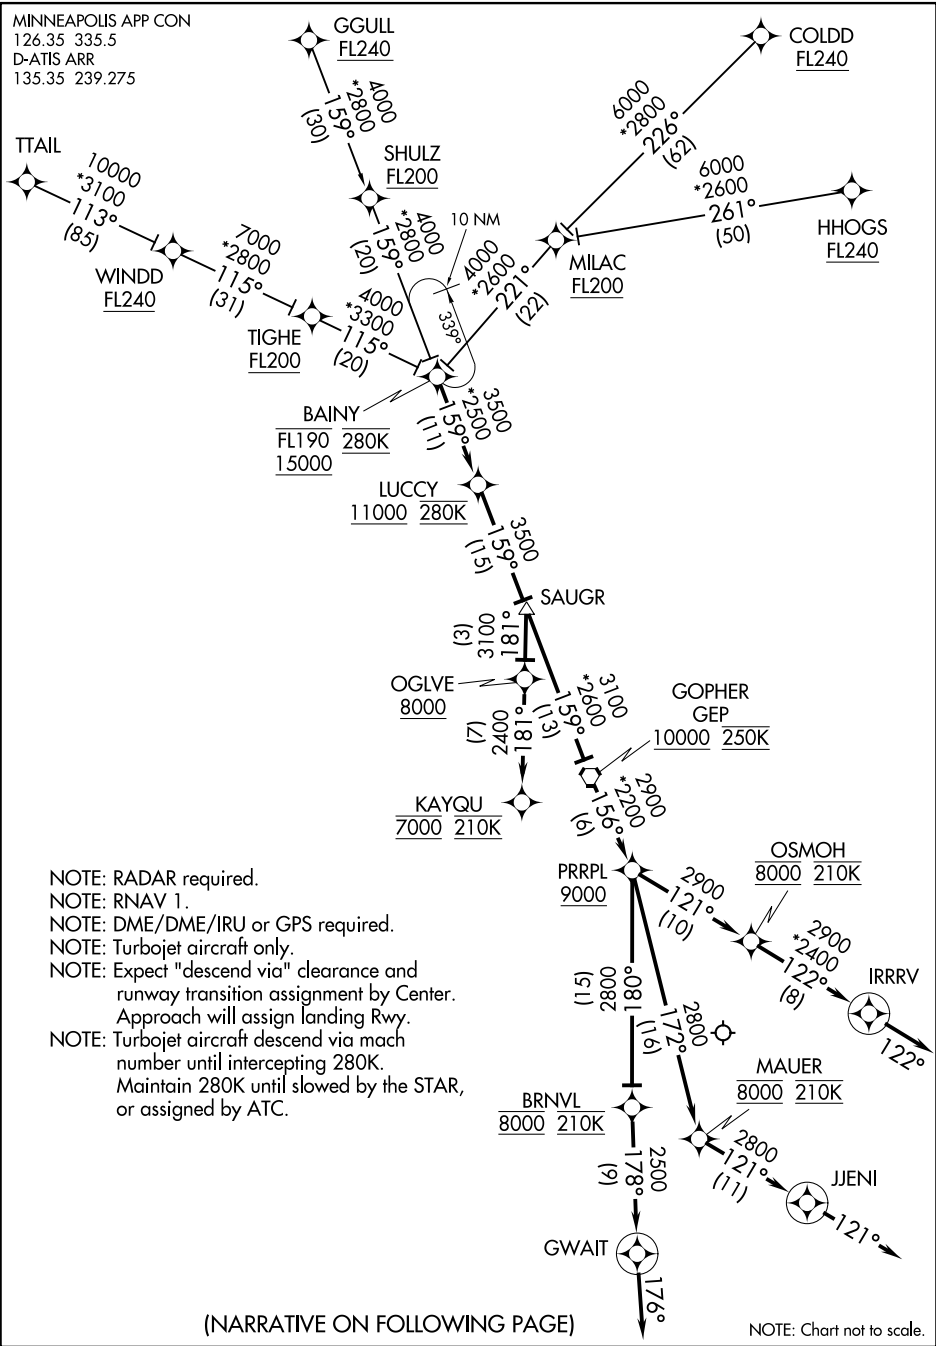 MINNEAPOLIS APP CON
126.35 335.5
D-ATIS ARR
135.35 239.275
GGULL
FL240
COLDD
FL240
4000
*2800
159°
(30)
6000
*2800
226°
(62)
TTAIL
SHULZ
FL200
10000
*3100
113°
(85)
6000
*2600
261°
(50)
HHOGS
FL240
4000
*2800
159°
(20)
10 NM
7000
*2800
115°
(31)
WINDD
FL240
4000
*2600
221°
(22)
MILAC
FL200
339°
4000
*3300
115°
(20)
TIGHE
FL200
BAINY
FL190 280K
15000
3500
*2500
159°
(11)
LUCCY
11000 280K
3500
159°
(15)
SAUGR
(3)
3100
181°
OGLVE
8000
3100
*2600
159°
(13)
GOPHER
GEP
10000 250K
(7)
2400
181°
KAYQU
7000 210K
2900
*2200
156°
(6)
PRRPL
9000
OSMOH
8000 210K
2900
121°
(10)
2900
*2400
122°
(8)
IRRRV
122°
NOTE: RADAR required.
NOTE: RNAV 1.
NOTE: DME/DME/IRU or GPS required.
NOTE: Turbojet aircraft only.
NOTE: Expect "descend via" clearance and
runway transition assignment by Center.
Approach will assign landing Rwy.
NOTE: Turbojet aircraft descend via mach
number until intercepting 280K.
Maintain 280K until slowed by the STAR,
or assigned by ATC.
(15)
2800
180°
2800
172°
(16)
MAUER
8000 210K
BRNVL
8000 210K
2800
121°
(11)
JJENI
121°
2500
178°
(9)
GWAIT
176°
(NARRATIVE ON FOLLOWING PAGE)
NOTE: Chart not to scale.